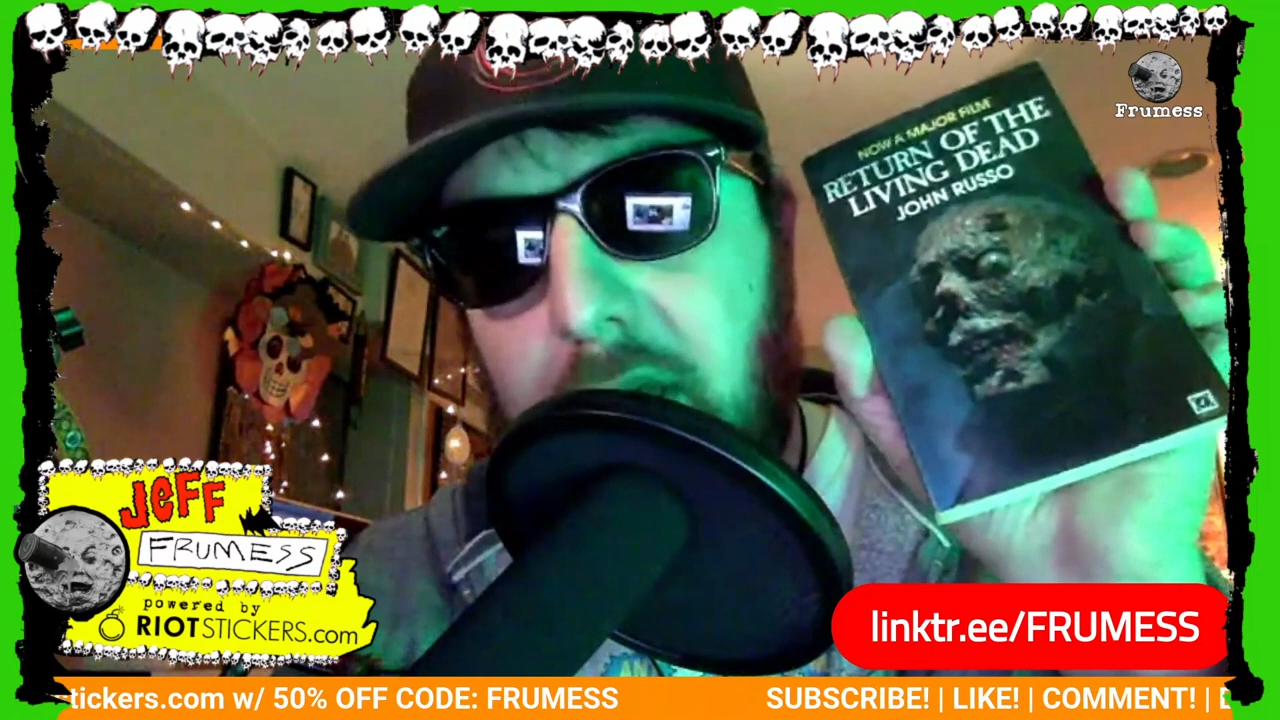 Frumess
NOW A MAJOR FILM
RETURN OF THE
LIVING DEAD
JOHN RUSSO
JEFF
FRUMESS
powered by
RIOTSTICKERS.com
linktr.ee/FRUMESS
tickers.com w/ 50% OFF CODE: FRUMESS
SUBSCRIBE! | LIKE! | COMMENT! |